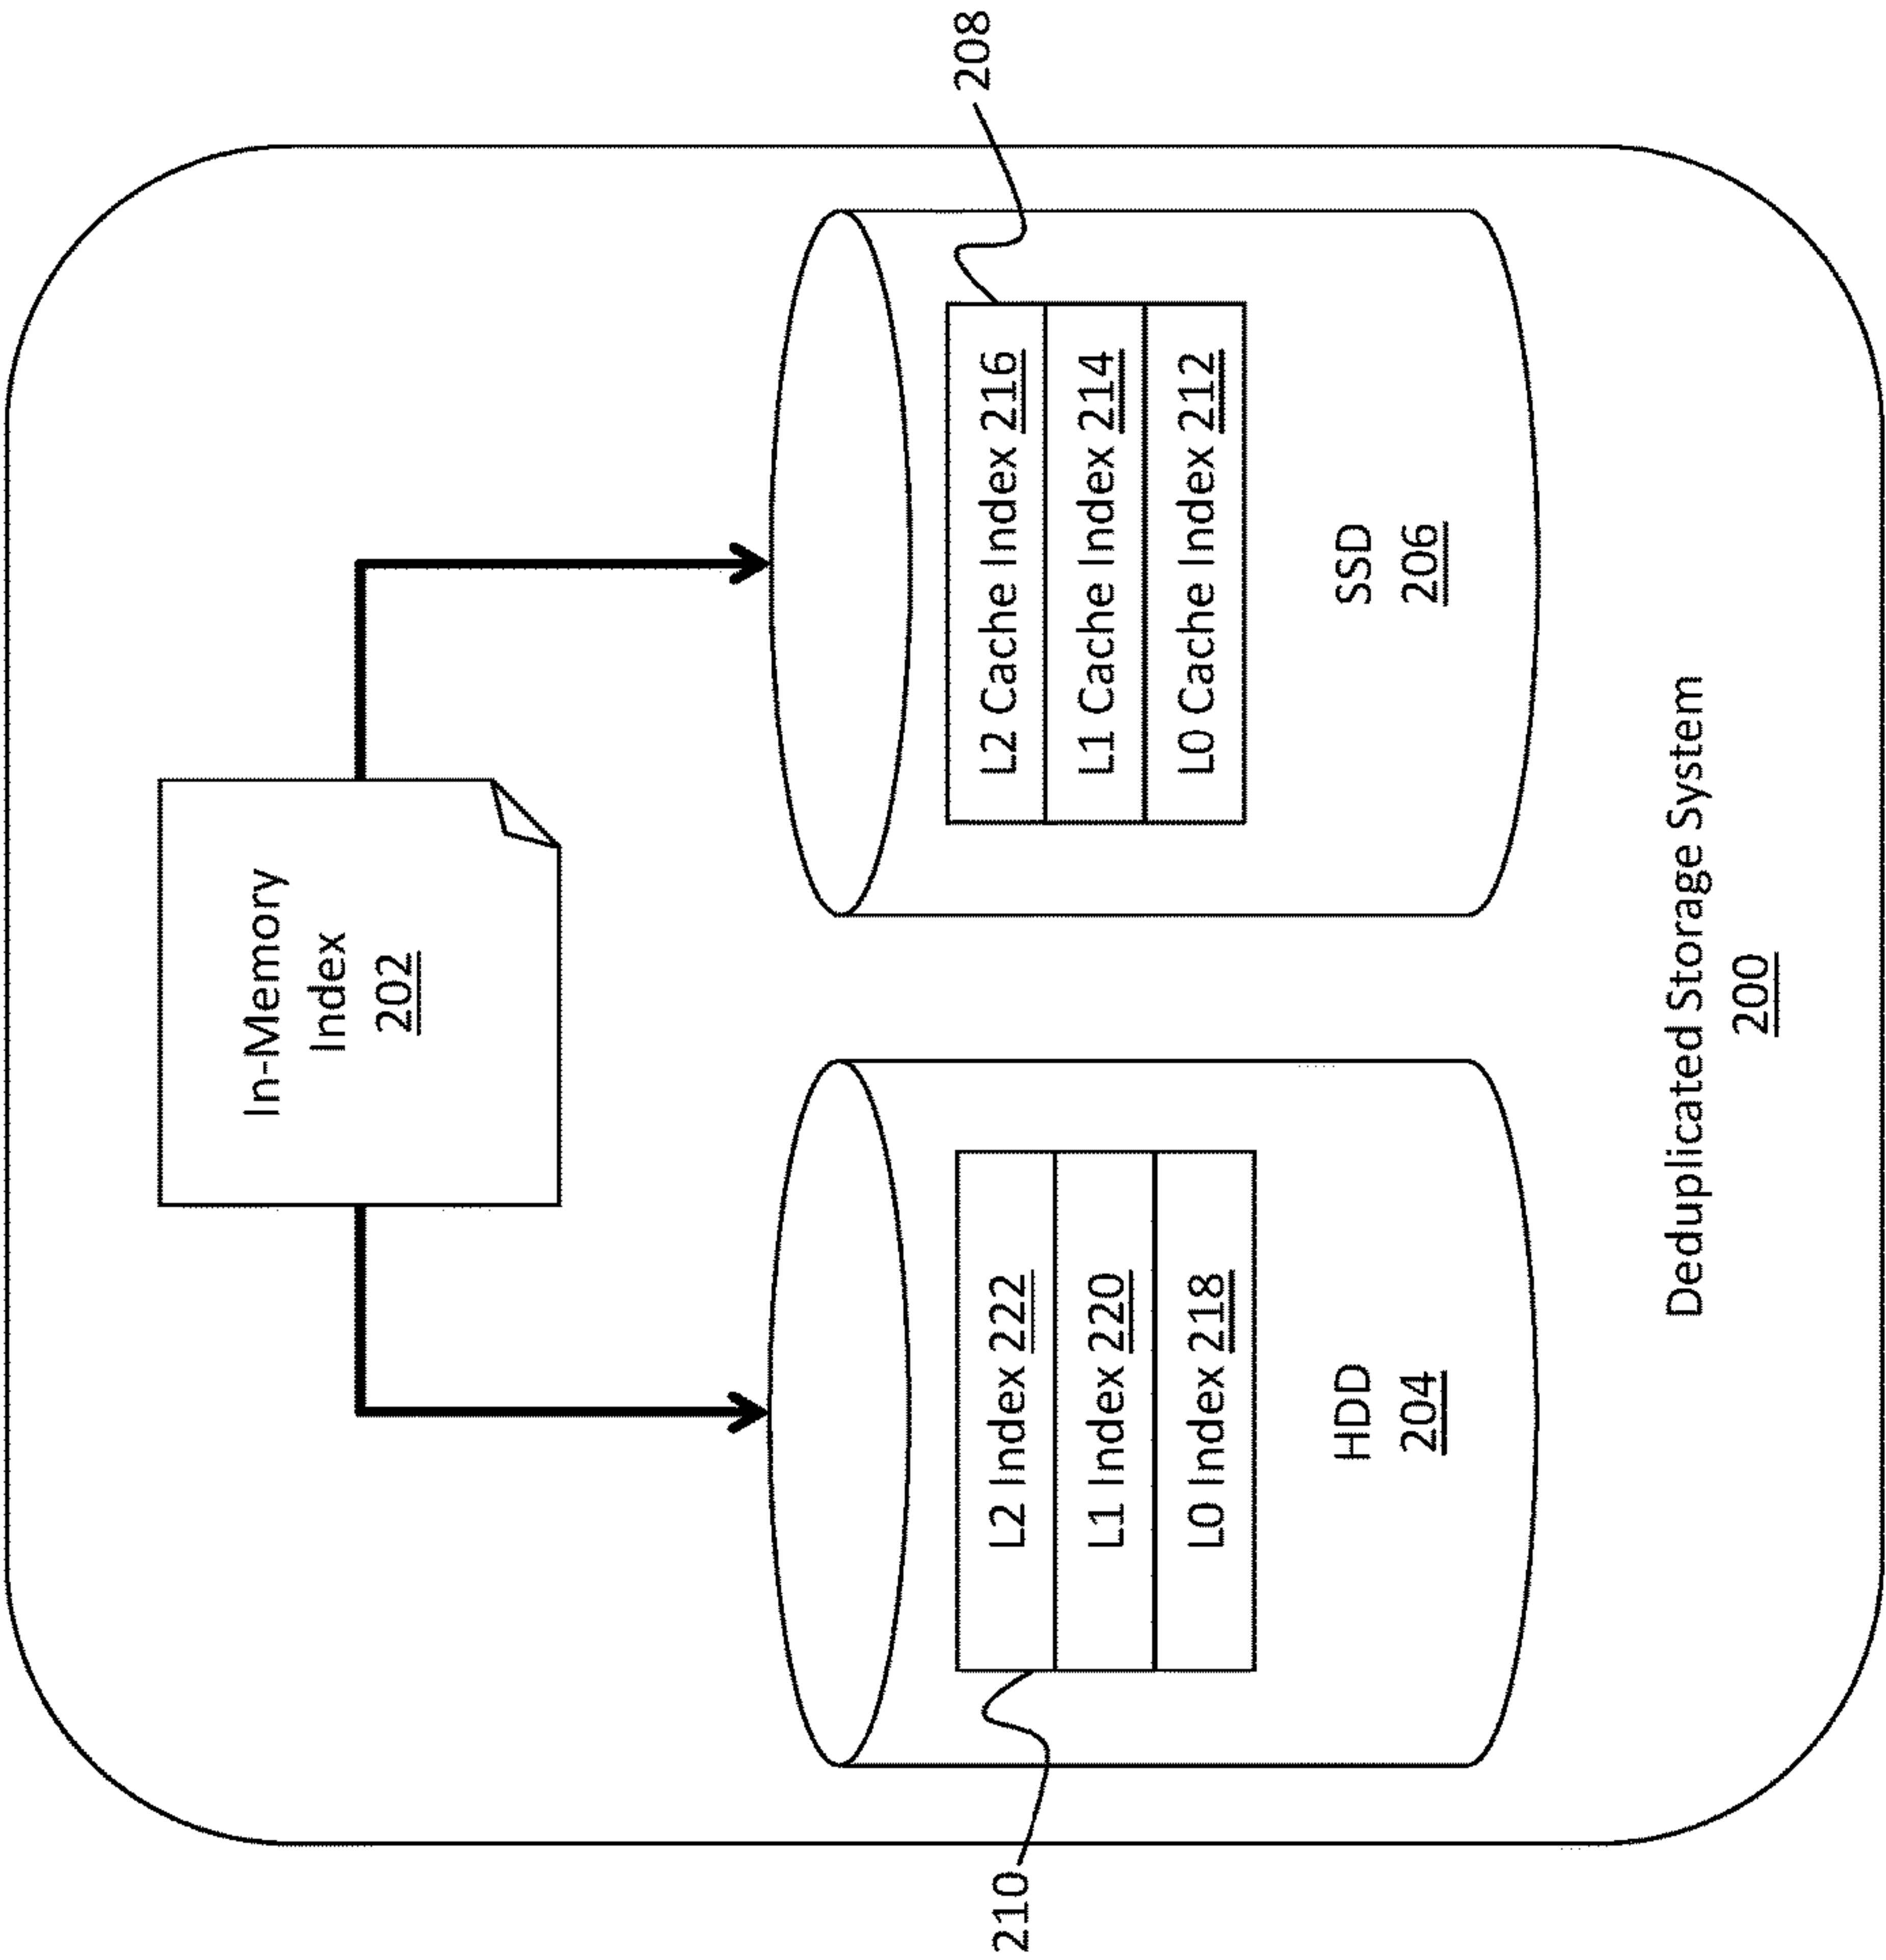 In-Memory
Index
202
208
210
L2 Index 222
L1 Index 220
L0 Index 218
HDD
204
L2 Cache Index 216
L1 Cache Index 214
L0 Cache Index 212
SSD
206
Deduplicated Storage System
200